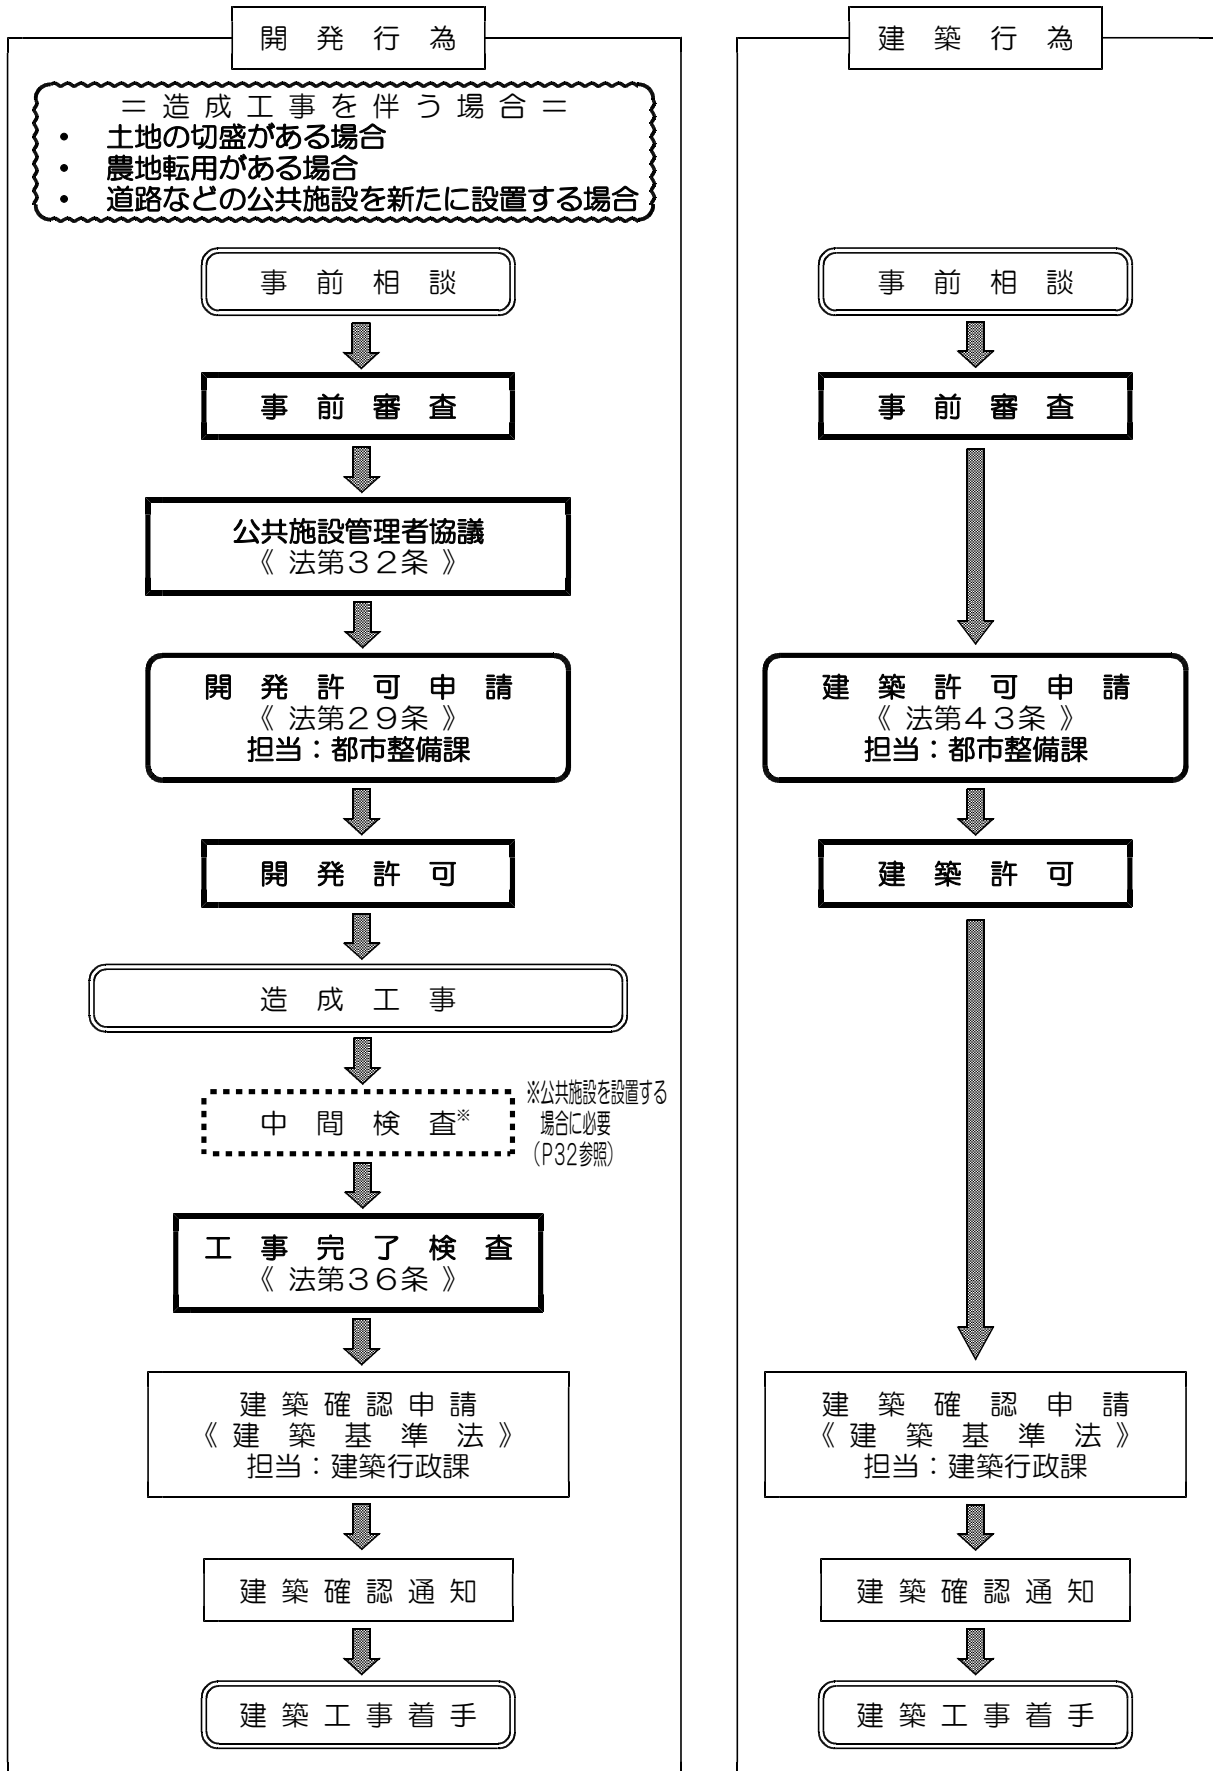 開発行為
＝造成工事を伴う場合＝
・ 土地の切盛がある場合
・ 農地転用がある場合
・ 道路などの公共施設を新たに設置する場合
事前相談
事前審査
公共施設管理者協議
《 法第３２条 》
開発許可申請
《 法第２９条 》
担当：都市整備課
開発許可
造成工事
中間検査※
※公共施設を設置する
場合に必要
（P32参照）
工事完了検査
《 法第３６条 》
建築確認申請
《建築基準法》
担当：建築行政課
建築確認通知
建築工事着手
建築行為
事前相談
事前審査
建築許可申請
《 法第４３条 》
担当：都市整備課
建築許可
建築確認申請
《建築基準法》
担当：建築行政課
建築確認通知
建築工事着手